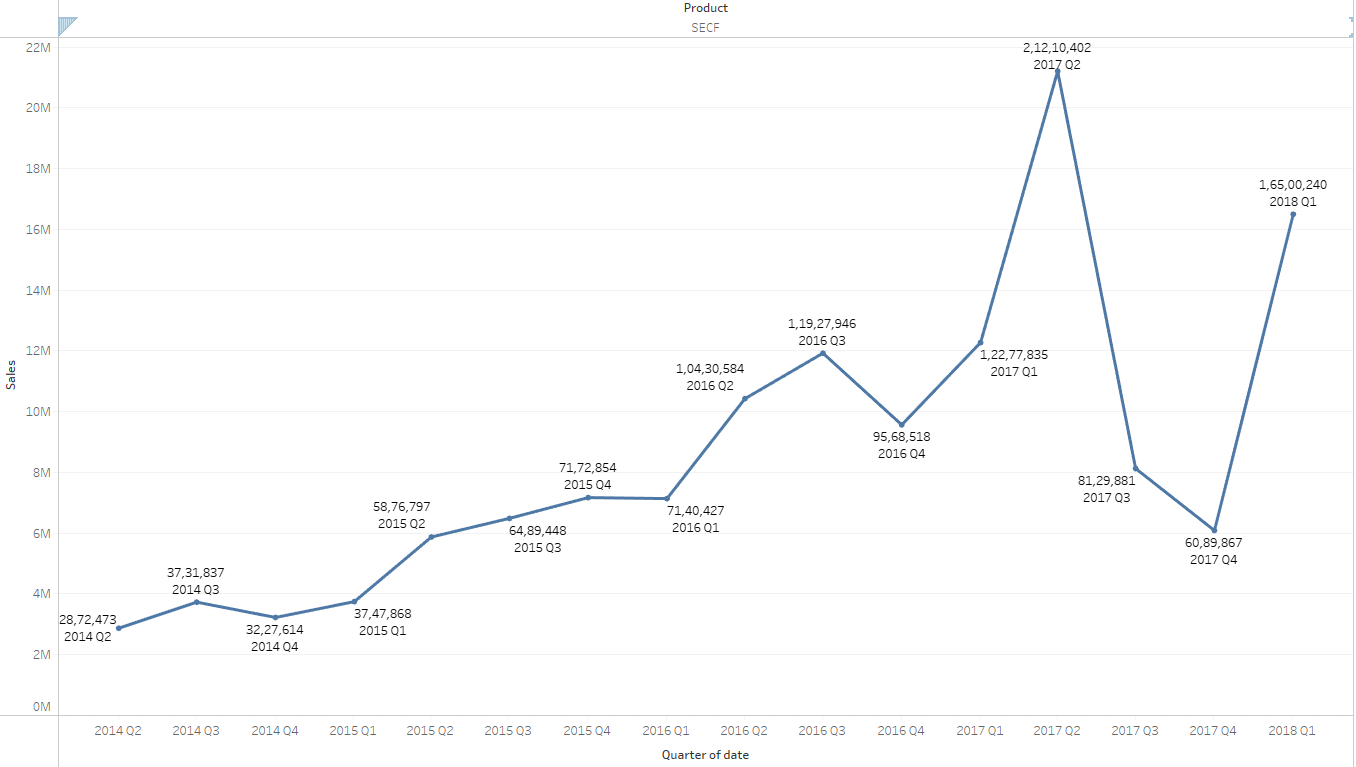 Product
SECF
22M
20M
18M
16M
14M
12M
10M
8M
6M
4M
2M
0M
Sales
28,72,473
2014 Q2
37,31,837
2014 Q3
32,27,614
2014 Q4
37,47,868
2015 Q1
58,76,797
2015 Q2
64,89,448
2015 Q3
71,72,854
2015 Q4
71,40,427
2016 Q1
1,04,30,584
2016 Q2
1,19,27,946
2016 Q3
95,68,518
2016 Q4
1,22,77,835
2017 Q1
2,12,10,402
2017 Q2
81,29,881
2017 Q3
60,89,867
2017 Q4
1,65,00,240
2018 Q1
2014 Q2 2014 Q3 2014 Q4 2015 Q1 2015 Q2 2015 Q3 2015 Q4 2016 Q1 2016 Q2 2016 Q3 2016 Q4 2017 Q1 2017 Q2 2017 Q3 2017 Q4 2018 Q1
Quarter of date